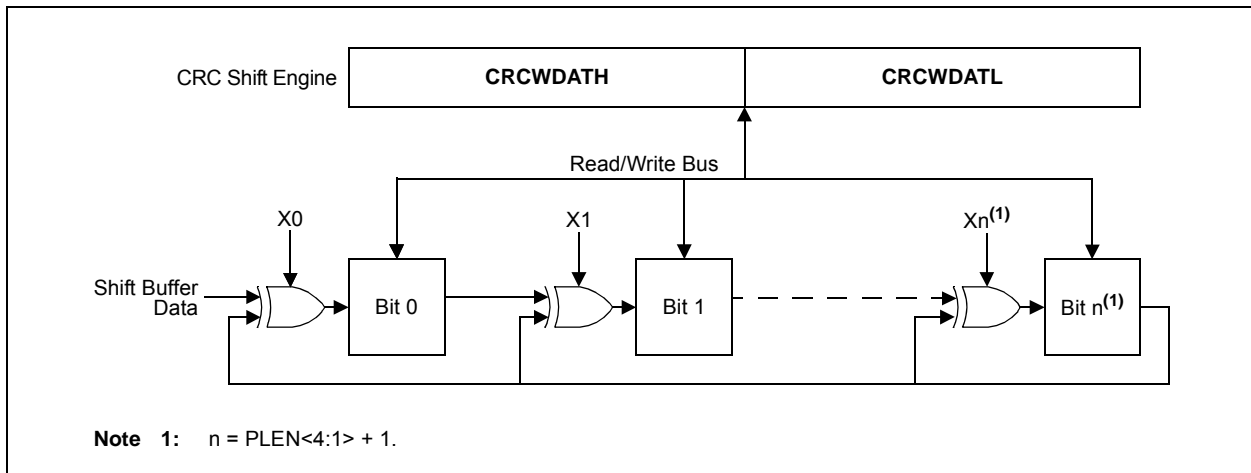 CRC Shift Engine CRCWDATH CRCWDATL
Read/Write Bus
X0 X1 Xn(1)
Shift Buffer
Data
Bit 0 Bit 1 Bit n(1)
Note 1: n = PLEN<4:1> + 1.